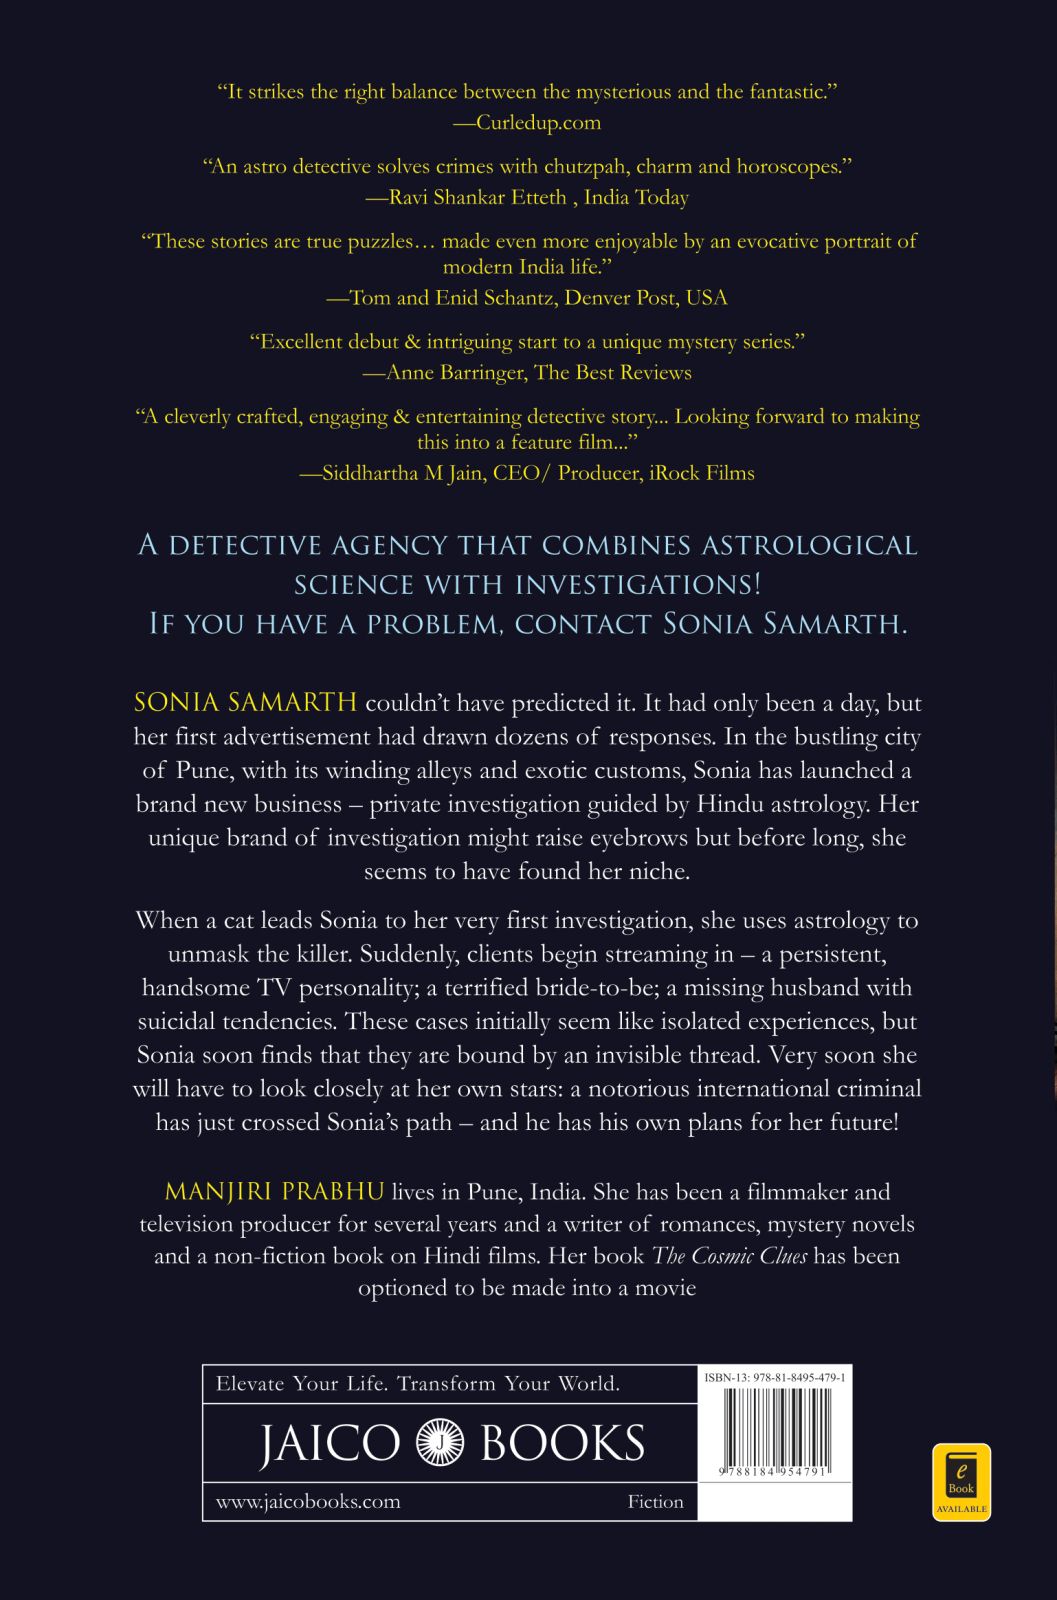 “It strikes the right balance between the mysterious and the fantastic.”
—Curledup.com
“An astro detective solves crimes with chutzpah, charm and horoscopes.”
—Ravi Shankar Etteth , India Today
“These stories are true puzzles… made even more enjoyable by an evocative portrait of
modern India life.”
—Tom and Enid Schantz, Denver Post, USA
“Excellent debut & intriguing start to a unique mystery series.”
—Anne Barringer, The Best Reviews
“A cleverly crafted, engaging & entertaining detective story... Looking forward to making
this into a feature film...”
—Siddhartha M Jain, CEO/ Producer, iRock Films
A DETECTIVE AGENCY THAT COMBINES ASTROLOGICAL
SCIENCE WITH INVESTIGATIONS!
IF YOU HAVE A PROBLEM, CONTACT SONIA SAMARTH.
SONIA SAMARTH couldn’t have predicted it. It had only been a day, but
her first advertisement had drawn dozens of responses. In the bustling city
of Pune, with its winding alleys and exotic customs, Sonia has launched a
brand new business – private investigation guided by Hindu astrology. Her
unique brand of investigation might raise eyebrows but before long, she
seems to have found her niche.
When a cat leads Sonia to her very first investigation, she uses astrology to
unmask the killer. Suddenly, clients begin streaming in – a persistent,
handsome TV personality; a terrified bride-to-be; a missing husband with
suicidal tendencies. These cases initially seem like isolated experiences, but
Sonia soon finds that they are bound by an invisible thread. Very soon she
will have to look closely at her own stars: a notorious international criminal
has just crossed Sonia’s path – and he has his own plans for her future!
MANJIRI PRABHU lives in Pune, India. She has been a filmmaker and
television producer for several years and a writer of romances, mystery novels
and a non-fiction book on Hindi films. Her book The Cosmic Clues has been
optioned to be made into a movie
Elevate Your Life. Transform Your World.
JAICO J BOOKS
www.jaicobooks.com Fiction
ISBN-13: 978-81-8495-479-1
9 788184 954791
e
Book
AVAILABLE